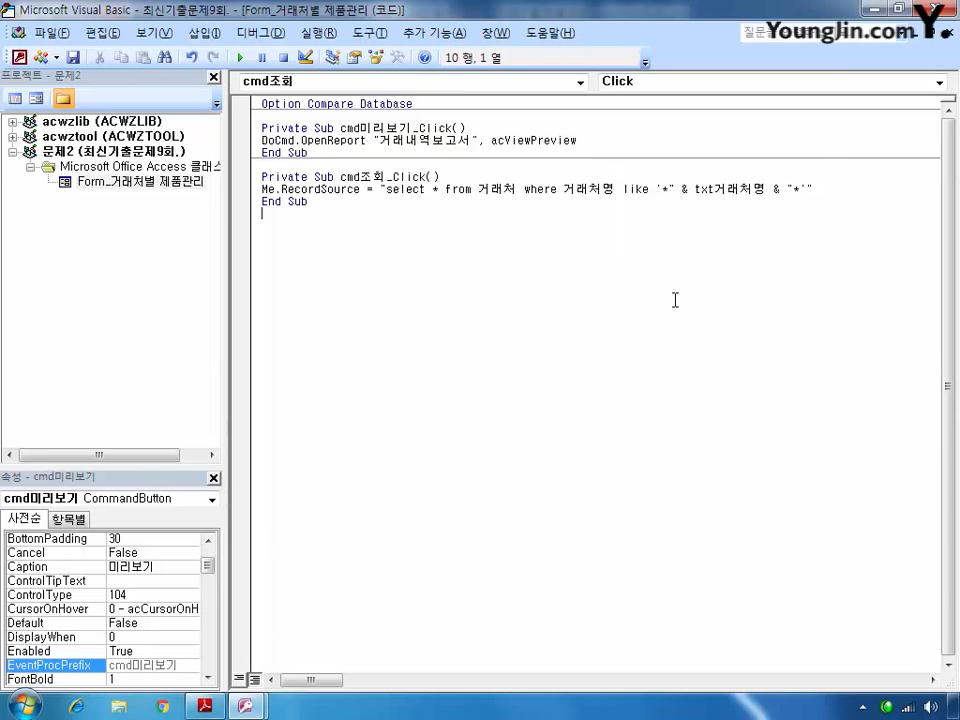 Microsoft Visual Basic - 최신기출문제9회. - [Form_거래처별 제품관리 (코드)]
Younglin.com Y.
파일(F) 편집(E) 보기(V) 삽입(I) 디버그(D) 실행(R) 도구(T) 추가 기능(A) 창(W) 도움말(H)
10 행, 1 열
프로젝트 - 문제2
cmd조회 Click
acwzlib (ACWZLIB)
acwztool (ACWZTOOL)
문제2 (최신기출문제9회.)
Microsoft Office Access 클래스
Form_거래처별 제품관리
Option Compare Database
Private Sub cmd미리보기_Click()
DoCmd.OpenReport "거래내역보고서", acViewPreview
End Sub
Private Sub cmd조회_Click()
Me.RecordSource = "select * from 거래처 where 거래처명 like '*" & txt거래처명 & "*'"
End Sub
속성 - cmd미리보기
cmd미리보기 CommandButton
사전순 항목별
BottomPadding 30
Cancel False
Caption 미리보기
ControlTipText
ControlType 104
CursorOnHover 0 - acCursorOnH
Default False
DisplayWhen 0
Enabled True
EventProcPrefix cmd미리보기
FontBold 1